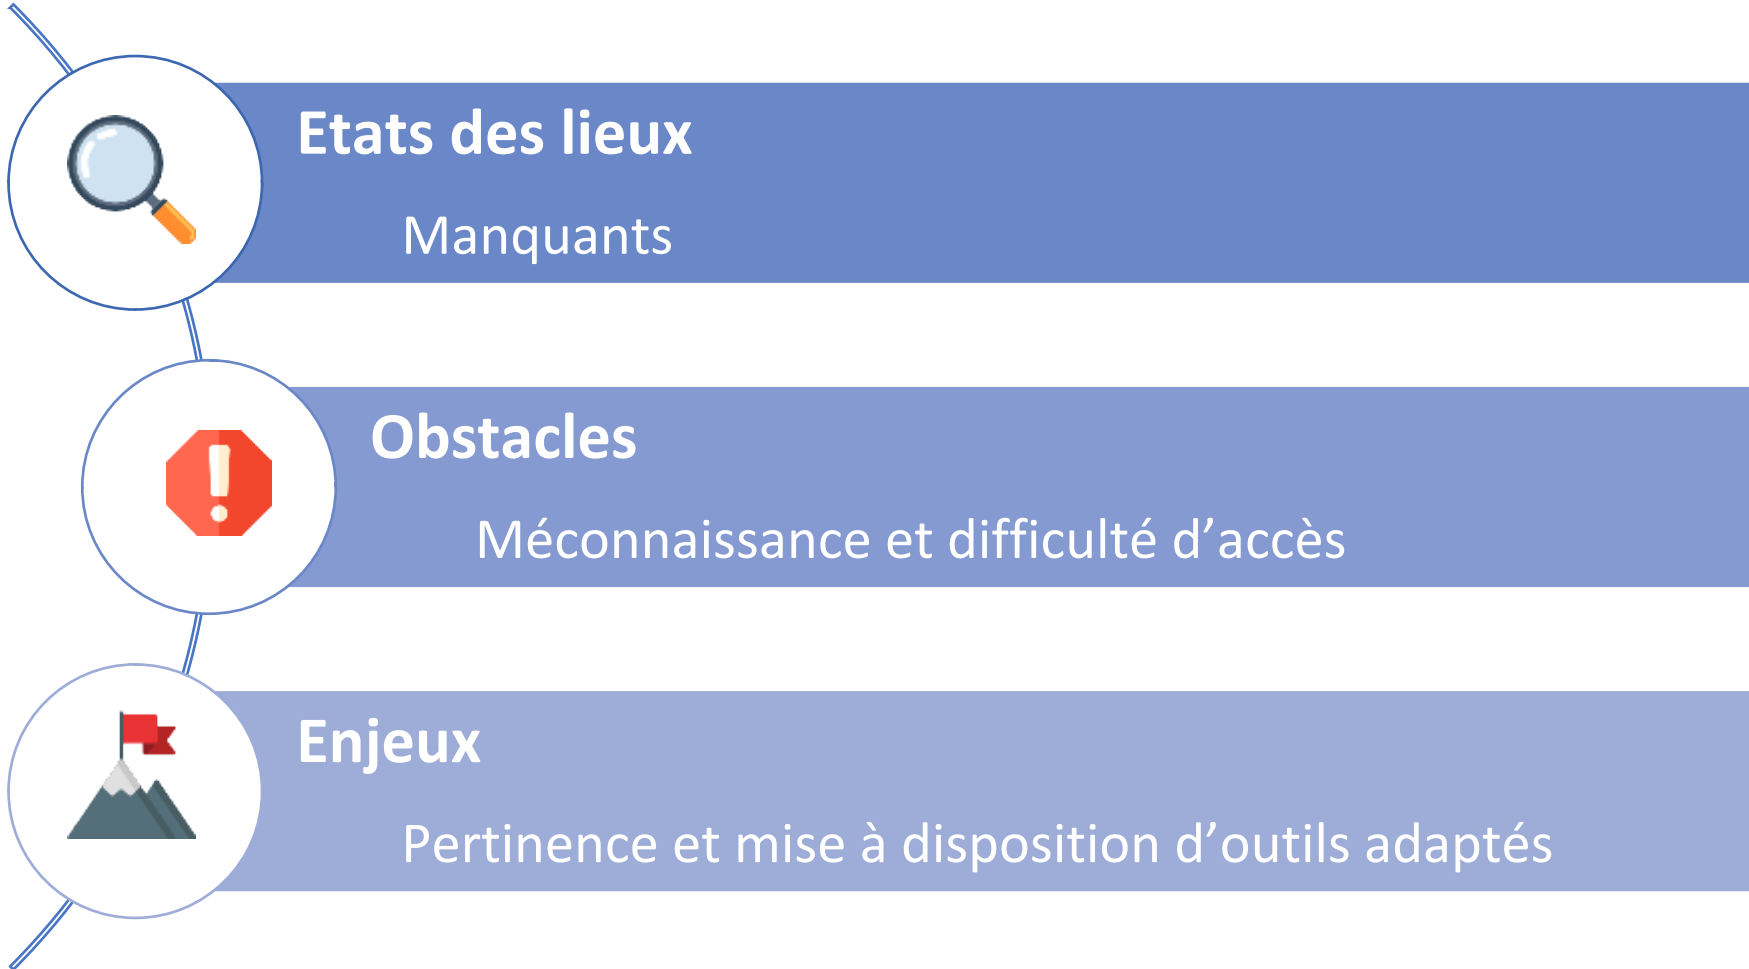 Etats des lieux
Manquants
Obstacles
Méconnaissance et difficulté d’accès
Enjeux
Pertinence et mise à disposition d’outils adaptés